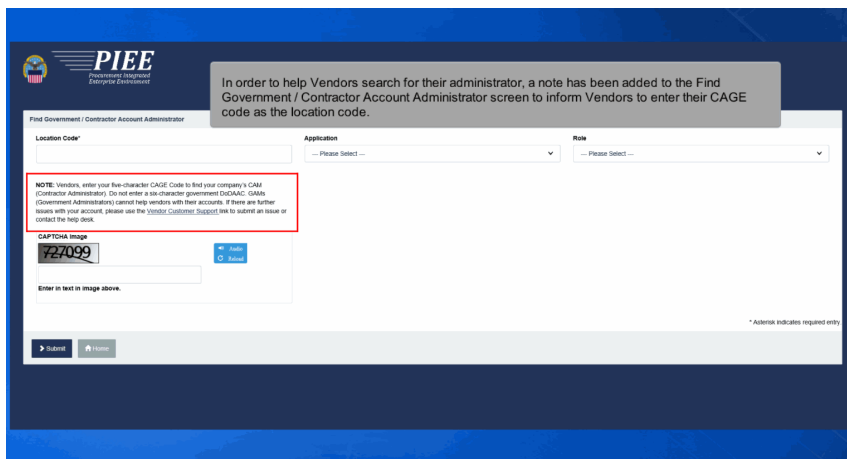 PIEE
Procurement Integrated
Enterprise Environment
In order to help Vendors search for their administrator, a note has been added to the Find
Government / Contractor Account Administrator screen to inform Vendors to enter their CAGE
code as the location code.
Find Government / Contractor Account Administrator
Location Code*
Application
Role
--- Please Select ---
--- Please Select ---
NOTE: Vendors, enter your five-character CAGE Code to find your company's CAM
(Contractor Administrator). Do not enter a six-character government DoDAAC. GAMs
(Government Administrators) cannot help vendors with their accounts. If there are further
issues with your account, please use the Vendor Customer Support link to submit an issue or
contact the help desk.
CAPTCHA Image
727099
Audio
Reload
Enter in text in image above.
* Asterisk indicates required entry.
Submit
Home